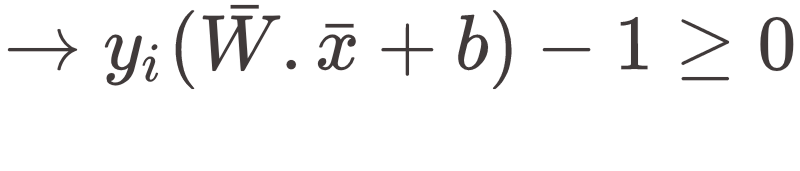 → yᵢ(W̄.x̄ + b) − 1 ≥ 0